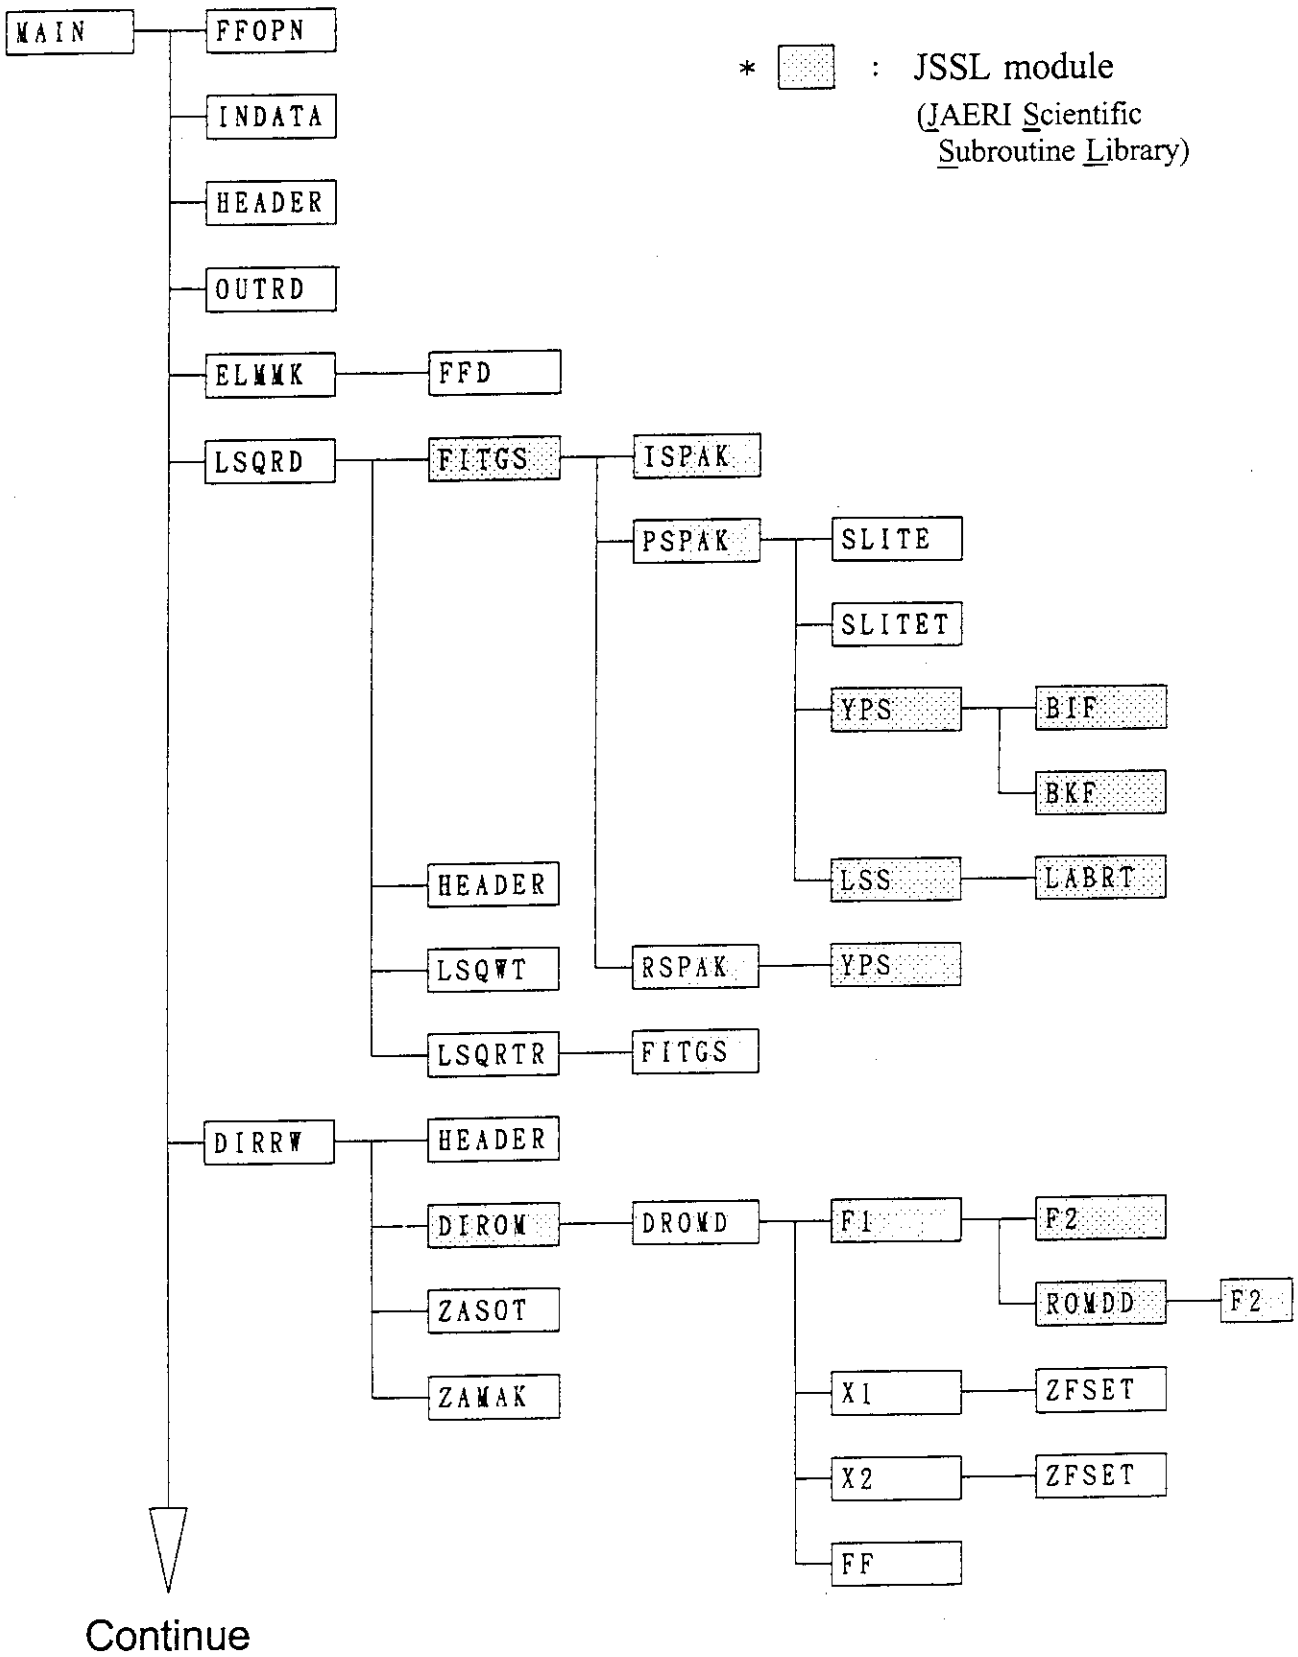 MAIN FFOPN
* : JSSL module
(JAERI Scientific
Subroutine Library)
INDATA
HEADER
OUTRD
ELMMK FFD
LSQRD FITGS ISPAK
PSPAK SLITE
SLITET
YPS BIF
BKF
HEADER LSS LABRT
LSQWT RSPAK YPS
LSQRTR FITGS
DIRRW HEADER
DIROM DROMD F1 F2
ZASOT ROMDD F2
ZAMAK X1 ZFSET
X2 ZFSET
FF
Continue